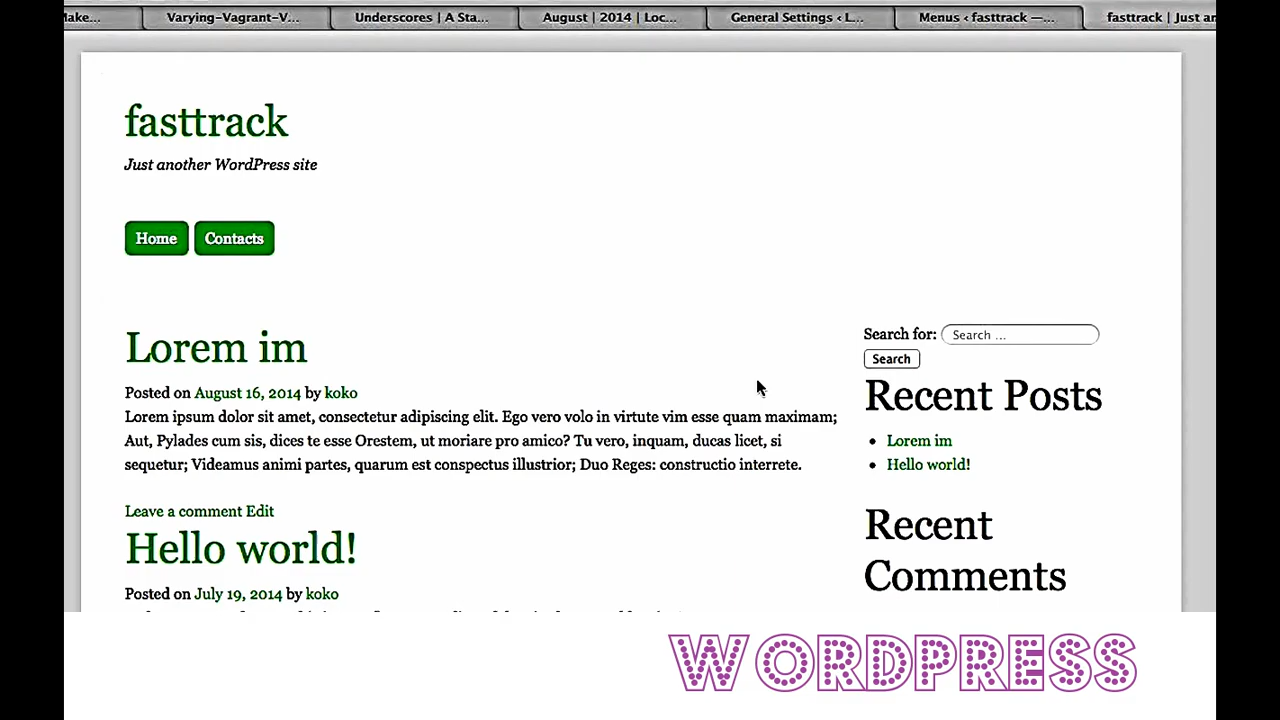 Make...
Varying-Vagrant-V...
Underscores | A Sta...
August | 2014 | Loc...
General Settings ‹ L...
Menus ‹ fasttrack —...
fasttrack | Just an
fasttrack
Just another WordPress site
Home
Contacts
Lorem im
Posted on August 16, 2014 by koko
Lorem ipsum dolor sit amet, consectetur adipiscing elit. Ego vero volo in virtute vim esse quam maximam;
Aut, Pylades cum sis, dices te esse Orestem, ut moriare pro amico? Tu vero, inquam, ducas licet, si
sequetur; Videamus animi partes, quarum est conspectus illustrior; Duo Reges: constructio interrete.
Leave a comment Edit
Hello world!
Posted on July 19, 2014 by koko
Search for: Search ...
Search
Recent Posts
• Lorem im
• Hello world!
Recent
Comments
WORDPRESS